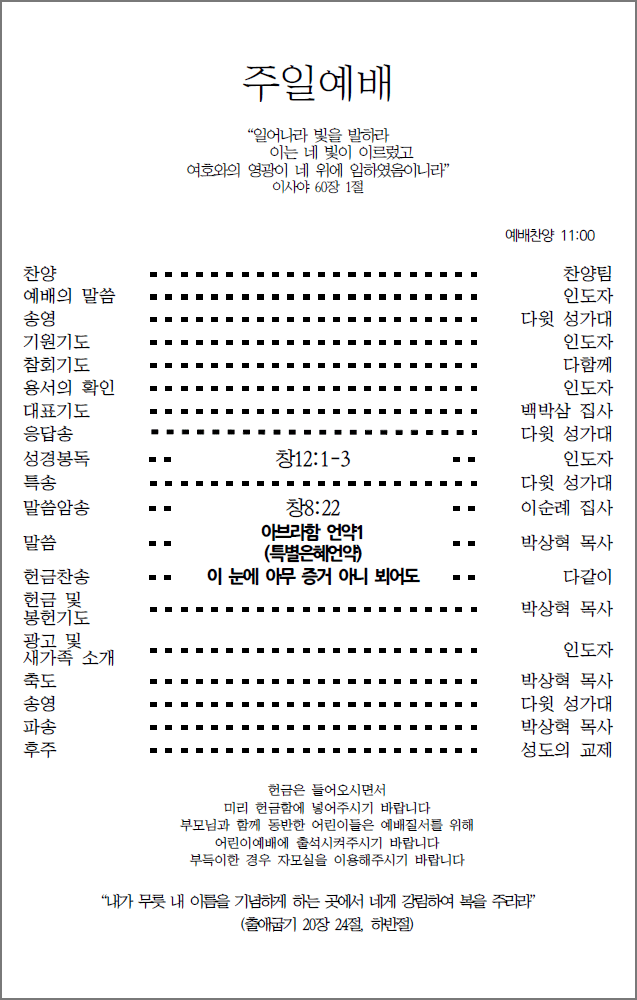 주일예배
“일어나라 빛을 발하라
이는 네 빛이 이르렀고
여호와의 영광이 네 위에 임하였음이니라”
이사야 60장 1절
예배찬양 11:00
찬양 찬양팀
예배의 말씀 인도자
송영 다윗 성가대
기원기도 인도자
참회기도 다함께
용서의 확인 인도자
대표기도 백박삼 집사
응답송 다윗 성가대
성경봉독 창12:1-3 인도자
특송 다윗 성가대
말씀암송 창8:22 이순례 집사
말씀 아브라함 언약1 (특별은혜언약) 박상혁 목사
헌금찬송 이 눈에 아무 증거 아니 뵈어도 다같이
헌금 및
봉헌기도 박상혁 목사
광고 및
새가족 소개 인도자
축도 박상혁 목사
송영 다윗 성가대
파송 박상혁 목사
후주 성도의 교제
헌금은 들어오시면서
미리 헌금함에 넣어주시기 바랍니다
부모님과 함께 동반한 어린이들은 예배질서를 위해
어린이예배에 출석시켜주시기 바랍니다
부득이한 경우 자모실을 이용해주시기 바랍니다
“내가 무릇 내 이름을 기념하게 하는 곳에서 네게 강림하여 복을 주리라”
(출애굽기 20장 24절, 하반절)